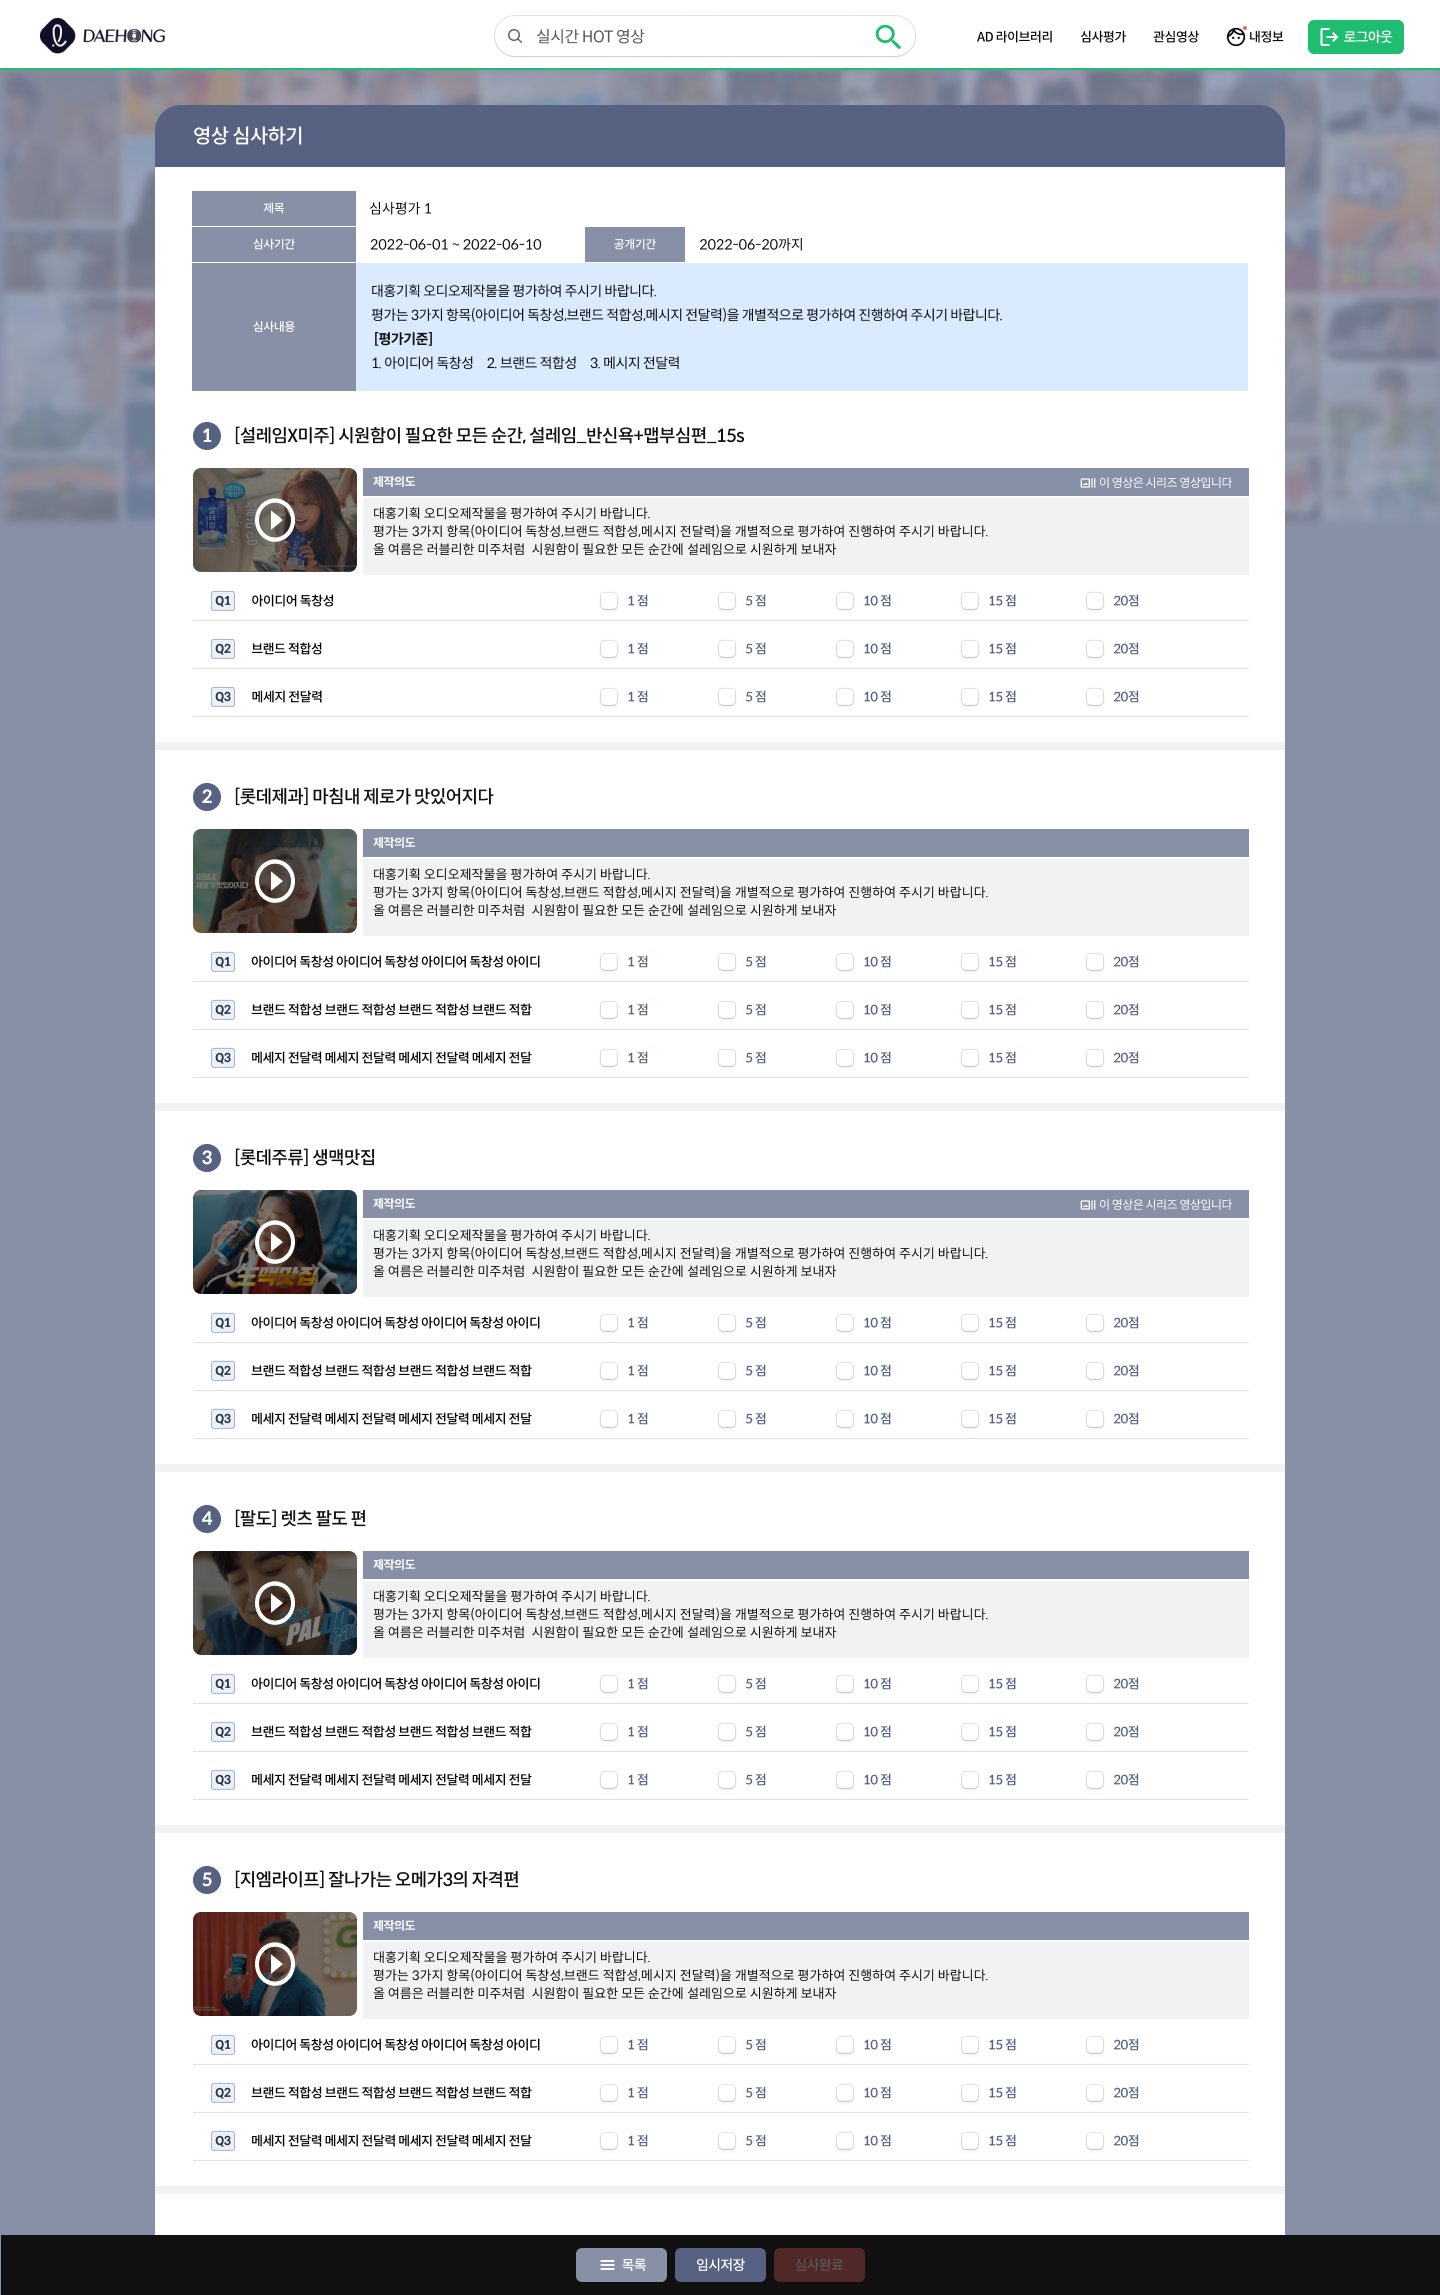 DAEHONG
실시간 HOT 영상
AD 라이브러리
심사평가
관심영상
내정보
로그아웃
영상 심사하기
제목
심사평가 1
심사기간
2022-06-01 ~ 2022-06-10
공개기간
2022-06-20까지
심사내용
대홍기획 오디오제작물을 평가하여 주시기 바랍니다.
평가는 3가지 항목(아이디어 독창성,브랜드 적합성,메시지 전달력)을 개별적으로 평가하여 진행하여 주시기 바랍니다.
[평가기준]
1. 아이디어 독창성 2. 브랜드 적합성 3. 메시지 전달력
1 [설레임X미주] 시원함이 필요한 모든 순간, 설레임_반신욕+맵부심편_15s
제작의도
이 영상은 시리즈 영상입니다
대홍기획 오디오제작물을 평가하여 주시기 바랍니다.
평가는 3가지 항목(아이디어 독창성,브랜드 적합성,메시지 전달력)을 개별적으로 평가하여 진행하여 주시기 바랍니다.
올 여름은 러블리한 미주처럼 시원함이 필요한 모든 순간에 설레임으로 시원하게 보내자
Q1 아이디어 독창성 1 점 5 점 10 점 15 점 20점
Q2 브랜드 적합성 1 점 5 점 10 점 15 점 20점
Q3 메세지 전달력 1 점 5 점 10 점 15 점 20점
2 [롯데제과] 마침내 제로가 맛있어지다
마침내,
제로가 맛있어지다
제작의도
대홍기획 오디오제작물을 평가하여 주시기 바랍니다.
평가는 3가지 항목(아이디어 독창성,브랜드 적합성,메시지 전달력)을 개별적으로 평가하여 진행하여 주시기 바랍니다.
올 여름은 러블리한 미주처럼 시원함이 필요한 모든 순간에 설레임으로 시원하게 보내자
Q1 아이디어 독창성 아이디어 독창성 아이디어 독창성 아이디 1 점 5 점 10 점 15 점 20점
Q2 브랜드 적합성 브랜드 적합성 브랜드 적합성 브랜드 적합 1 점 5 점 10 점 15 점 20점
Q3 메세지 전달력 메세지 전달력 메세지 전달력 메세지 전달 1 점 5 점 10 점 15 점 20점
3 [롯데주류] 생맥맛집
제작의도
이 영상은 시리즈 영상입니다
대홍기획 오디오제작물을 평가하여 주시기 바랍니다.
평가는 3가지 항목(아이디어 독창성,브랜드 적합성,메시지 전달력)을 개별적으로 평가하여 진행하여 주시기 바랍니다.
올 여름은 러블리한 미주처럼 시원함이 필요한 모든 순간에 설레임으로 시원하게 보내자
Q1 아이디어 독창성 아이디어 독창성 아이디어 독창성 아이디 1 점 5 점 10 점 15 점 20점
Q2 브랜드 적합성 브랜드 적합성 브랜드 적합성 브랜드 적합 1 점 5 점 10 점 15 점 20점
Q3 메세지 전달력 메세지 전달력 메세지 전달력 메세지 전달 1 점 5 점 10 점 15 점 20점
4 [팔도] 렛츠 팔도 편
PALDO
제작의도
대홍기획 오디오제작물을 평가하여 주시기 바랍니다.
평가는 3가지 항목(아이디어 독창성,브랜드 적합성,메시지 전달력)을 개별적으로 평가하여 진행하여 주시기 바랍니다.
올 여름은 러블리한 미주처럼 시원함이 필요한 모든 순간에 설레임으로 시원하게 보내자
Q1 아이디어 독창성 아이디어 독창성 아이디어 독창성 아이디 1 점 5 점 10 점 15 점 20점
Q2 브랜드 적합성 브랜드 적합성 브랜드 적합성 브랜드 적합 1 점 5 점 10 점 15 점 20점
Q3 메세지 전달력 메세지 전달력 메세지 전달력 메세지 전달 1 점 5 점 10 점 15 점 20점
5 [지엠라이프] 잘나가는 오메가3의 자격편
제작의도
대홍기획 오디오제작물을 평가하여 주시기 바랍니다.
평가는 3가지 항목(아이디어 독창성,브랜드 적합성,메시지 전달력)을 개별적으로 평가하여 진행하여 주시기 바랍니다.
올 여름은 러블리한 미주처럼 시원함이 필요한 모든 순간에 설레임으로 시원하게 보내자
Q1 아이디어 독창성 아이디어 독창성 아이디어 독창성 아이디 1 점 5 점 10 점 15 점 20점
Q2 브랜드 적합성 브랜드 적합성 브랜드 적합성 브랜드 적합 1 점 5 점 10 점 15 점 20점
Q3 메세지 전달력 메세지 전달력 메세지 전달력 메세지 전달 1 점 5 점 10 점 15 점 20점
목록
임시저장
심사완료